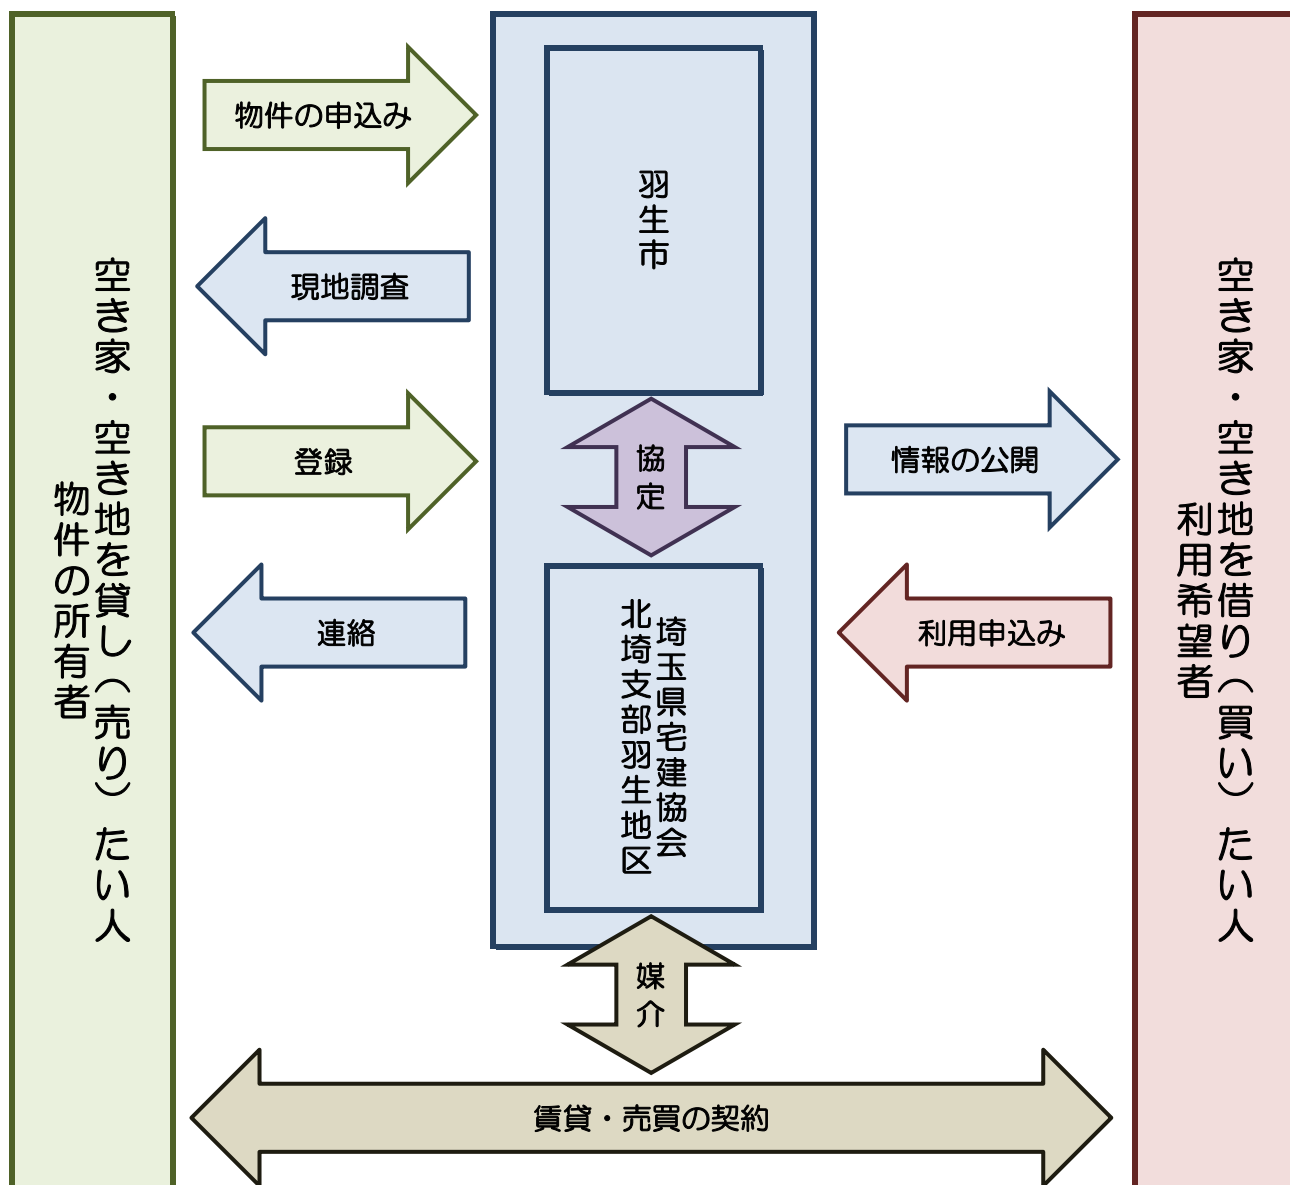 空き家・空き地を貸し（売り）たい人
物件の所有者
物件の申込み
現地調査
登録
連絡
羽生市
協定
埼玉県宅建協会
北埼支部羽生地区
媒介
賃貸・売買の契約
情報の公開
利用申込み
空き家・空き地を借り（買い）たい人
利用希望者